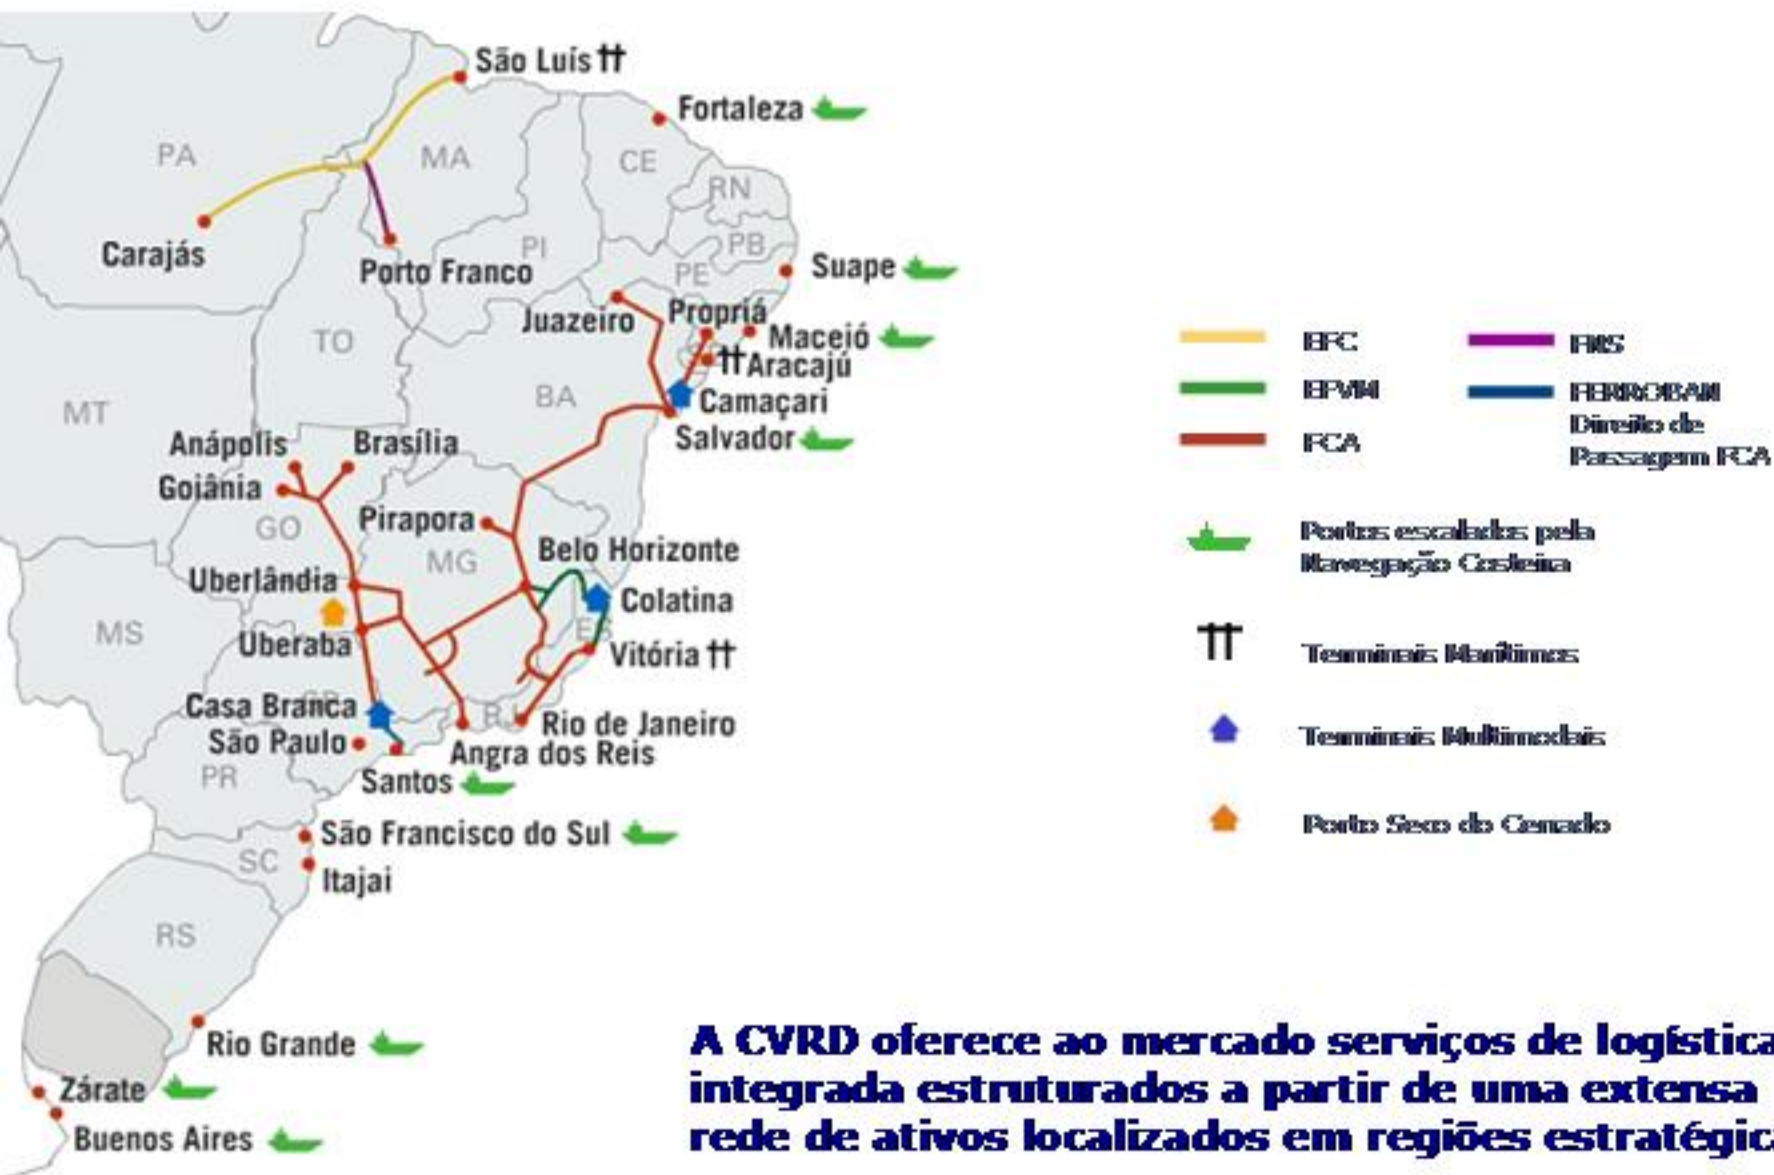 São Luís
Fortaleza
PA
MA
CE
RN
Carajás
Porto Franco
PI
PB
PE
Suape
Juazeiro
Propriá
Maceió
TO
Aracajú
BA
Camaçari
MT
Salvador
Anápolis
Brasília
Goiânia
GO
Pirapora
MG
Belo Horizonte
Uberlândia
Colatina
MS
ES
Uberaba
Vitória
Casa Branca
São Paulo
Rio de Janeiro
Angra dos Reis
PR
Santos
São Francisco do Sul
SC
Itajai
RS
Rio Grande
Zárate
Buenos Aires
EFC
FNS
EFVM
FERROBAN
Direito de
Passagem FCA
FCA
Portos escalados pela
Navegação Costeira
Terminais Marítimos
Terminais Multimodais
Porto Seco do Cerrado
A CVRD oferece ao mercado serviços de logística
integrada estruturados a partir de uma extensa
rede de ativos localizados em regiões